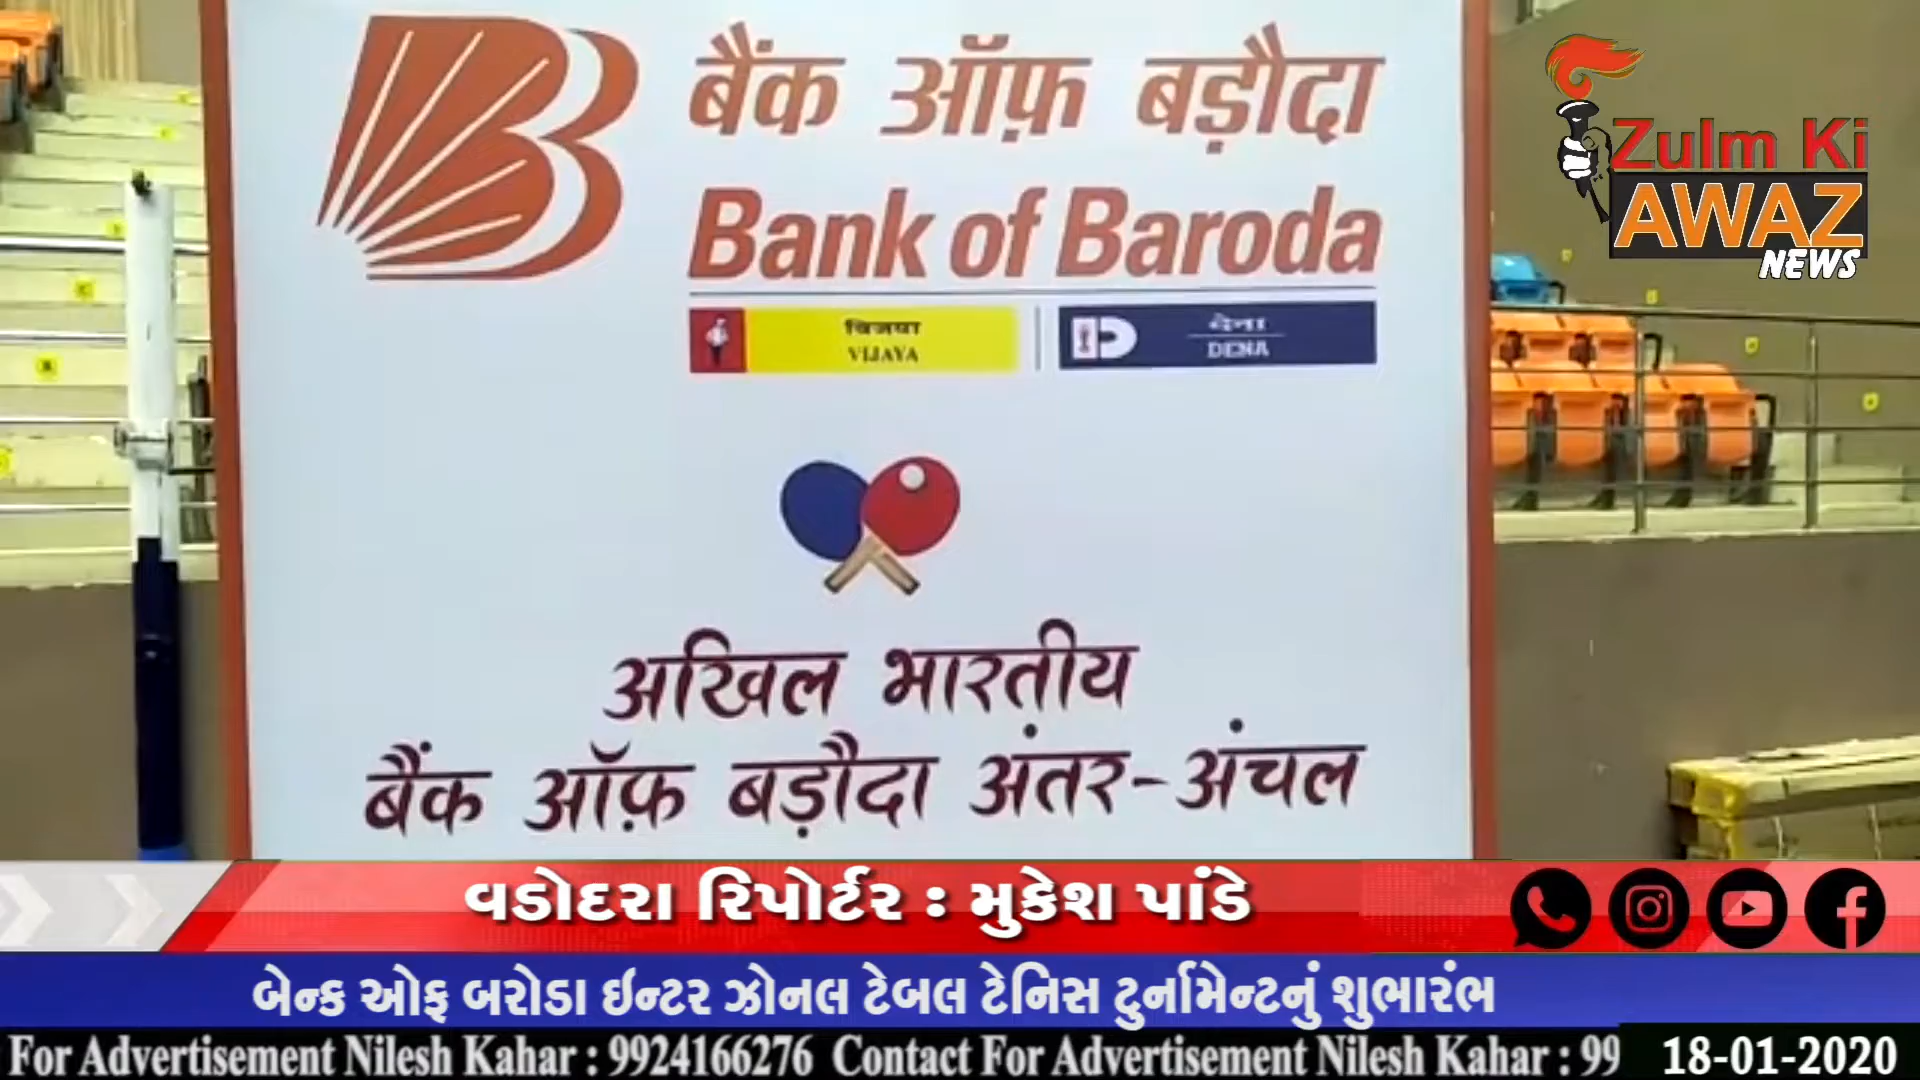 बैंक ऑफ़ बड़ौदा
Bank of Baroda
विजया
VIJAYA
देना
DENA
Zulm Ki
AWAZ
NEWS
अखिल भारतीय
बैंक ऑफ़ बड़ौदा अंतर-अंचल
વડોદરા રિપોર્ટર : મુકેશ પાંડે
બેન્ક ઓફ બરોડા ઇન્ટર ઝોનલ ટેબલ ટેનિસ ટુર્નામેન્ટનું શુભારંભ
For Advertisement Nilesh Kahar : 9924166276 Contact For Advertisement Nilesh Kahar : 99
18-01-2020